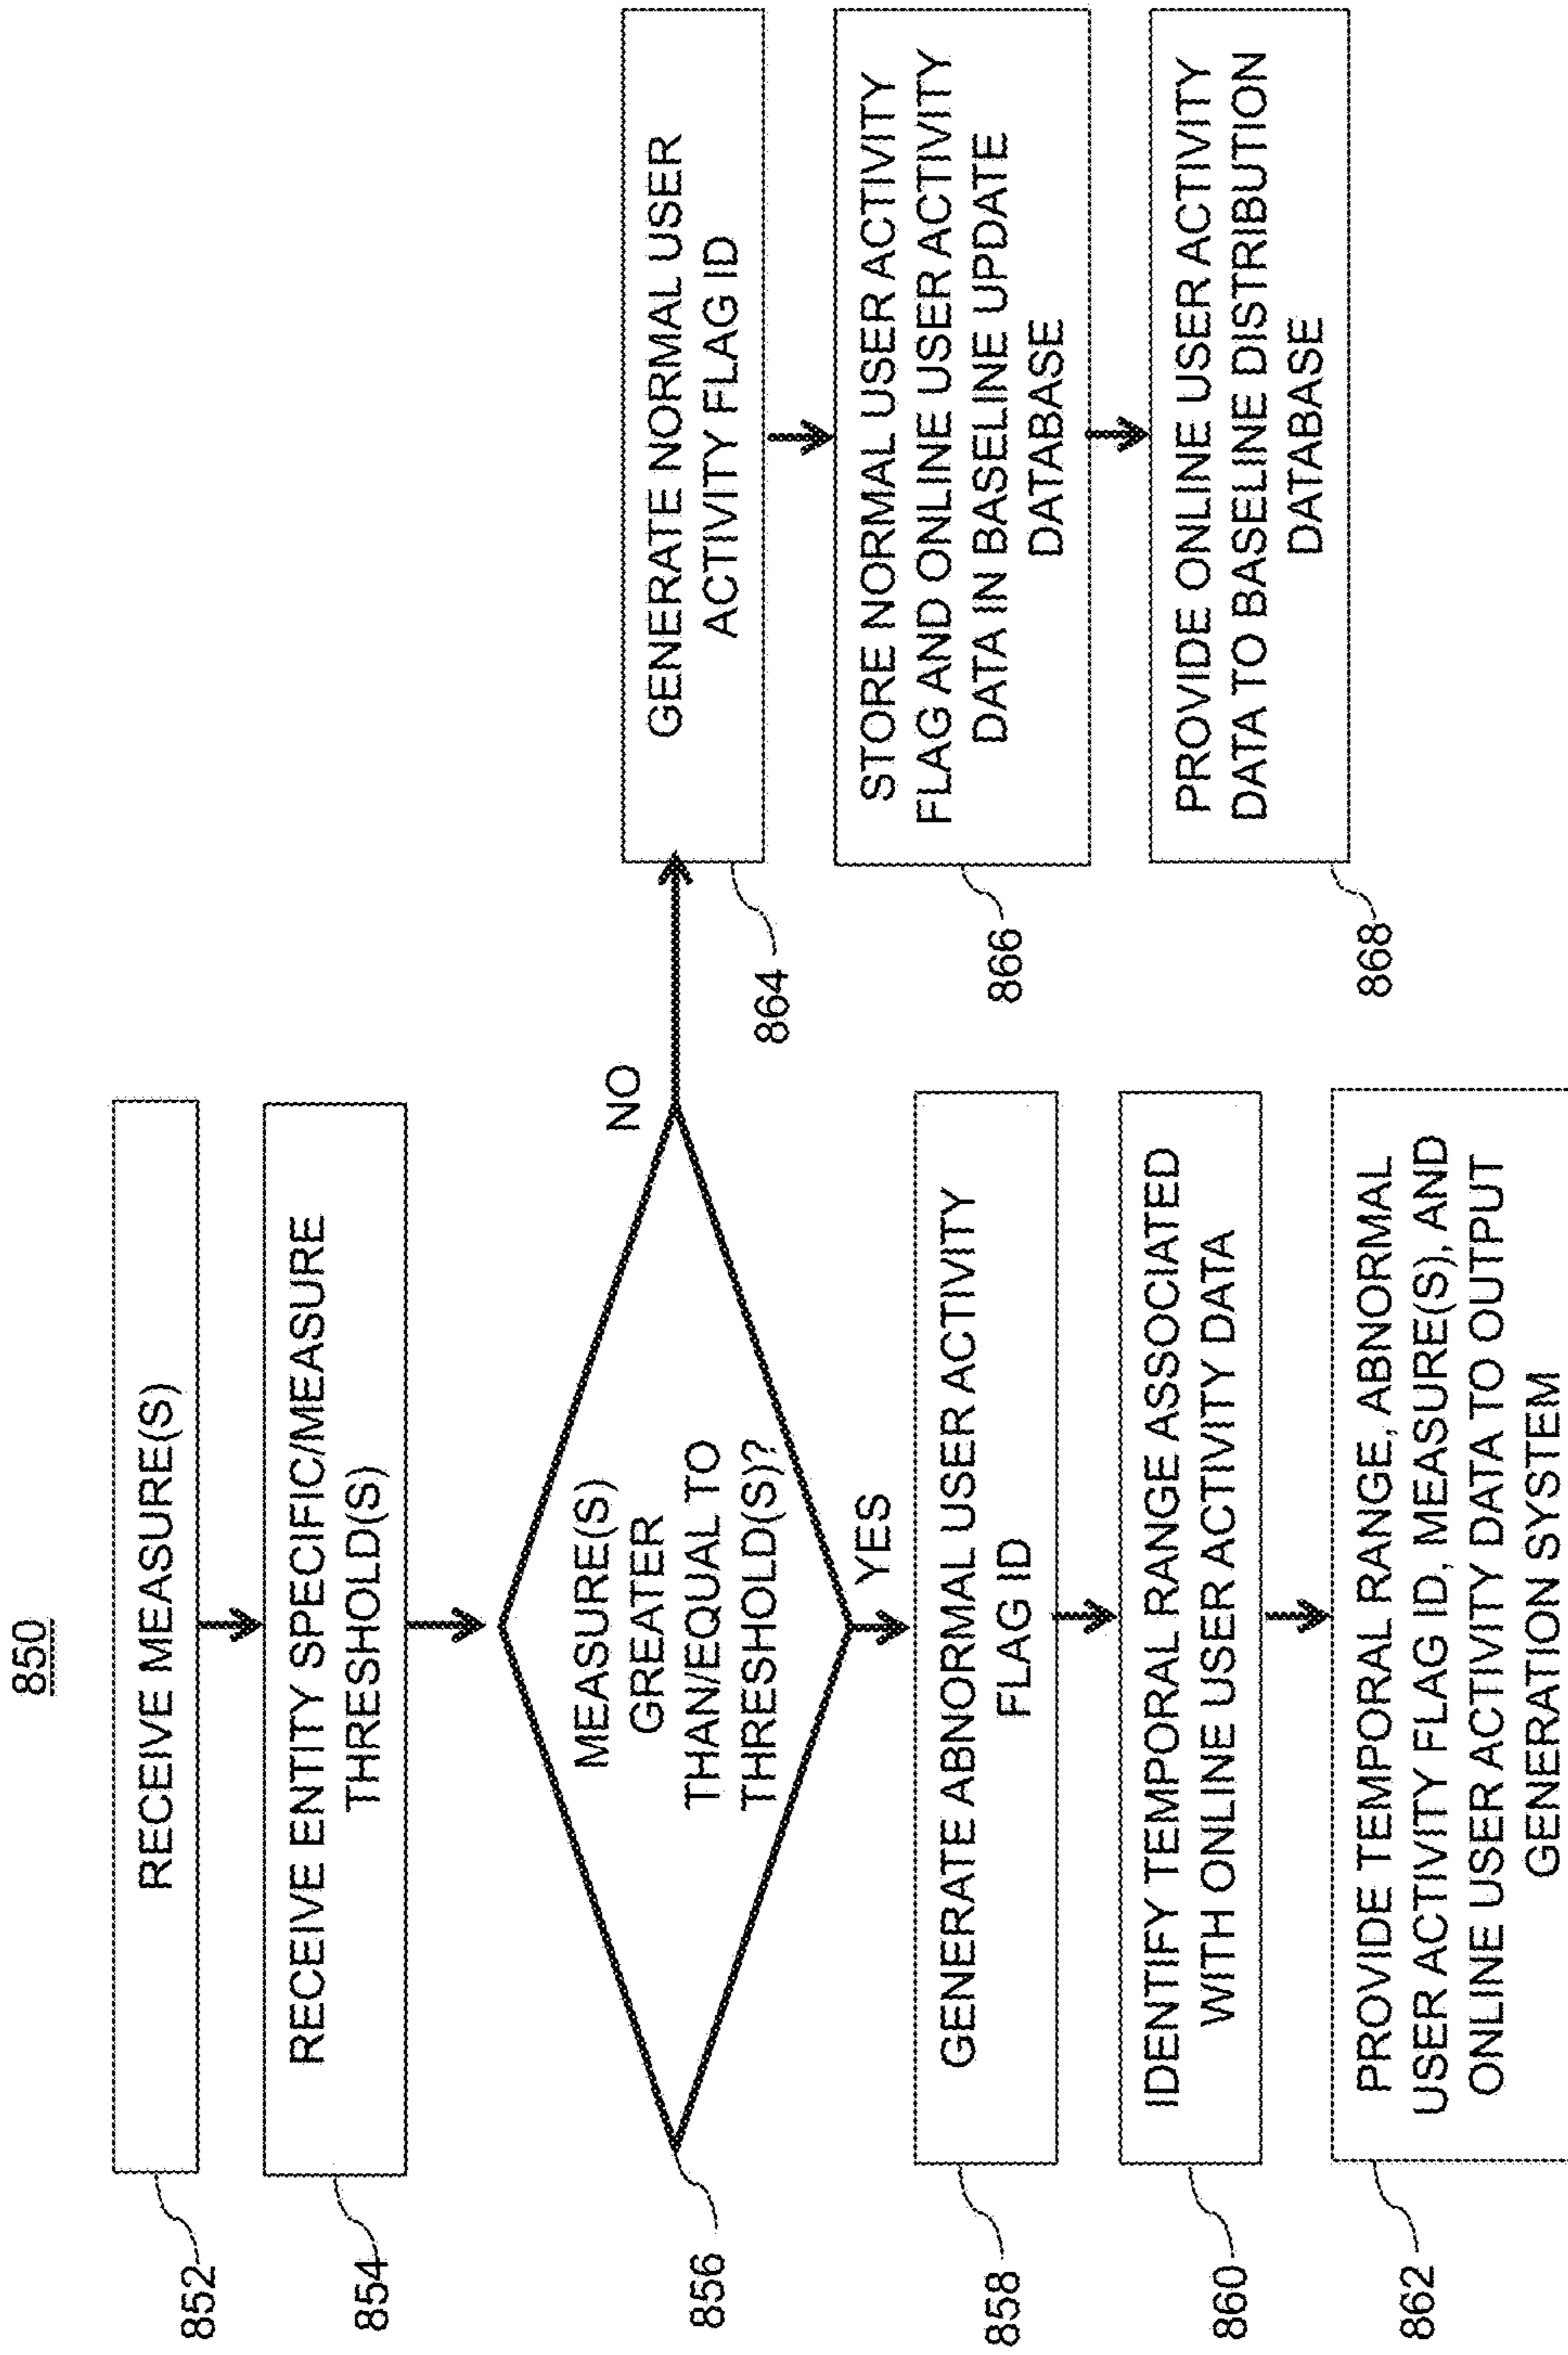 850
RECEIVE MEASURE(S)
852
RECEIVE ENTITY SPECIFIC/MEASURE
THRESHOLD(S)
854
MEASURE(S)
GREATER
THAN/EQUAL TO
THRESHOLD(S)?
856
NO
YES
GENERATE ABNORMAL USER ACTIVITY
FLAG ID
858
IDENTIFY TEMPORAL RANGE ASSOCIATED
WITH ONLINE USER ACTIVITY DATA
860
PROVIDE TEMPORAL RANGE, ABNORMAL
USER ACTIVITY FLAG ID, MEASURE(S), AND
ONLINE USER ACTIVITY DATA TO OUTPUT
GENERATION SYSTEM
862
GENERATE NORMAL USER
ACTIVITY FLAG ID
864
STORE NORMAL USER ACTIVITY
FLAG AND ONLINE USER ACTIVITY
DATA IN BASELINE UPDATE
DATABASE
866
PROVIDE ONLINE USER ACTIVITY
DATA TO BASELINE DISTRIBUTION
DATABASE
868